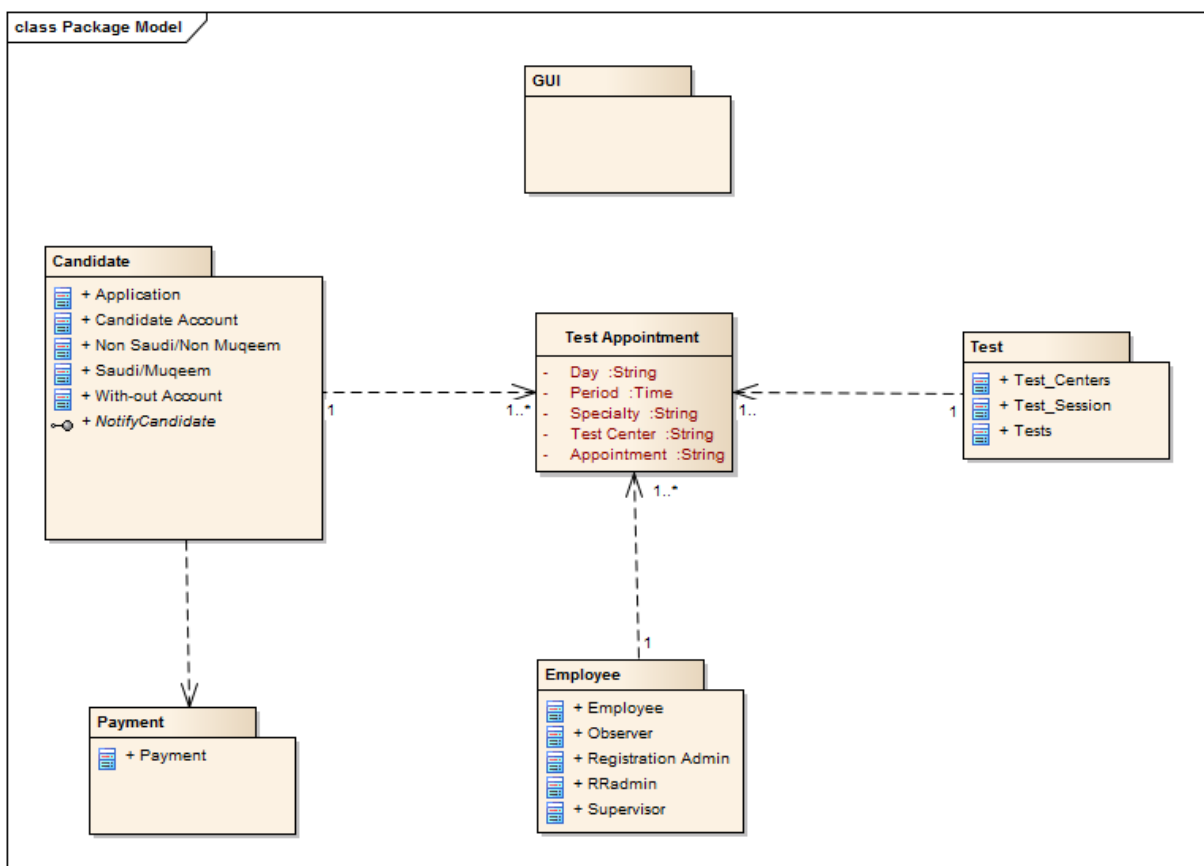 class Package Model
GUI
Candidate
+ Application
+ Candidate Account
+ Non Saudi/Non Muqeem
+ Saudi/Muqeem
+ With-out Account
+ NotifyCandidate
1
1..*
Test Appointment
- Day :String
- Period :Time
- Specialty :String
- Test Center :String
- Appointment :String
1..
1
Test
+ Test_Centers
+ Test_Session
+ Tests
1..*
1
Payment
+ Payment
Employee
+ Employee
+ Observer
+ Registration Admin
+ RRadmin
+ Supervisor